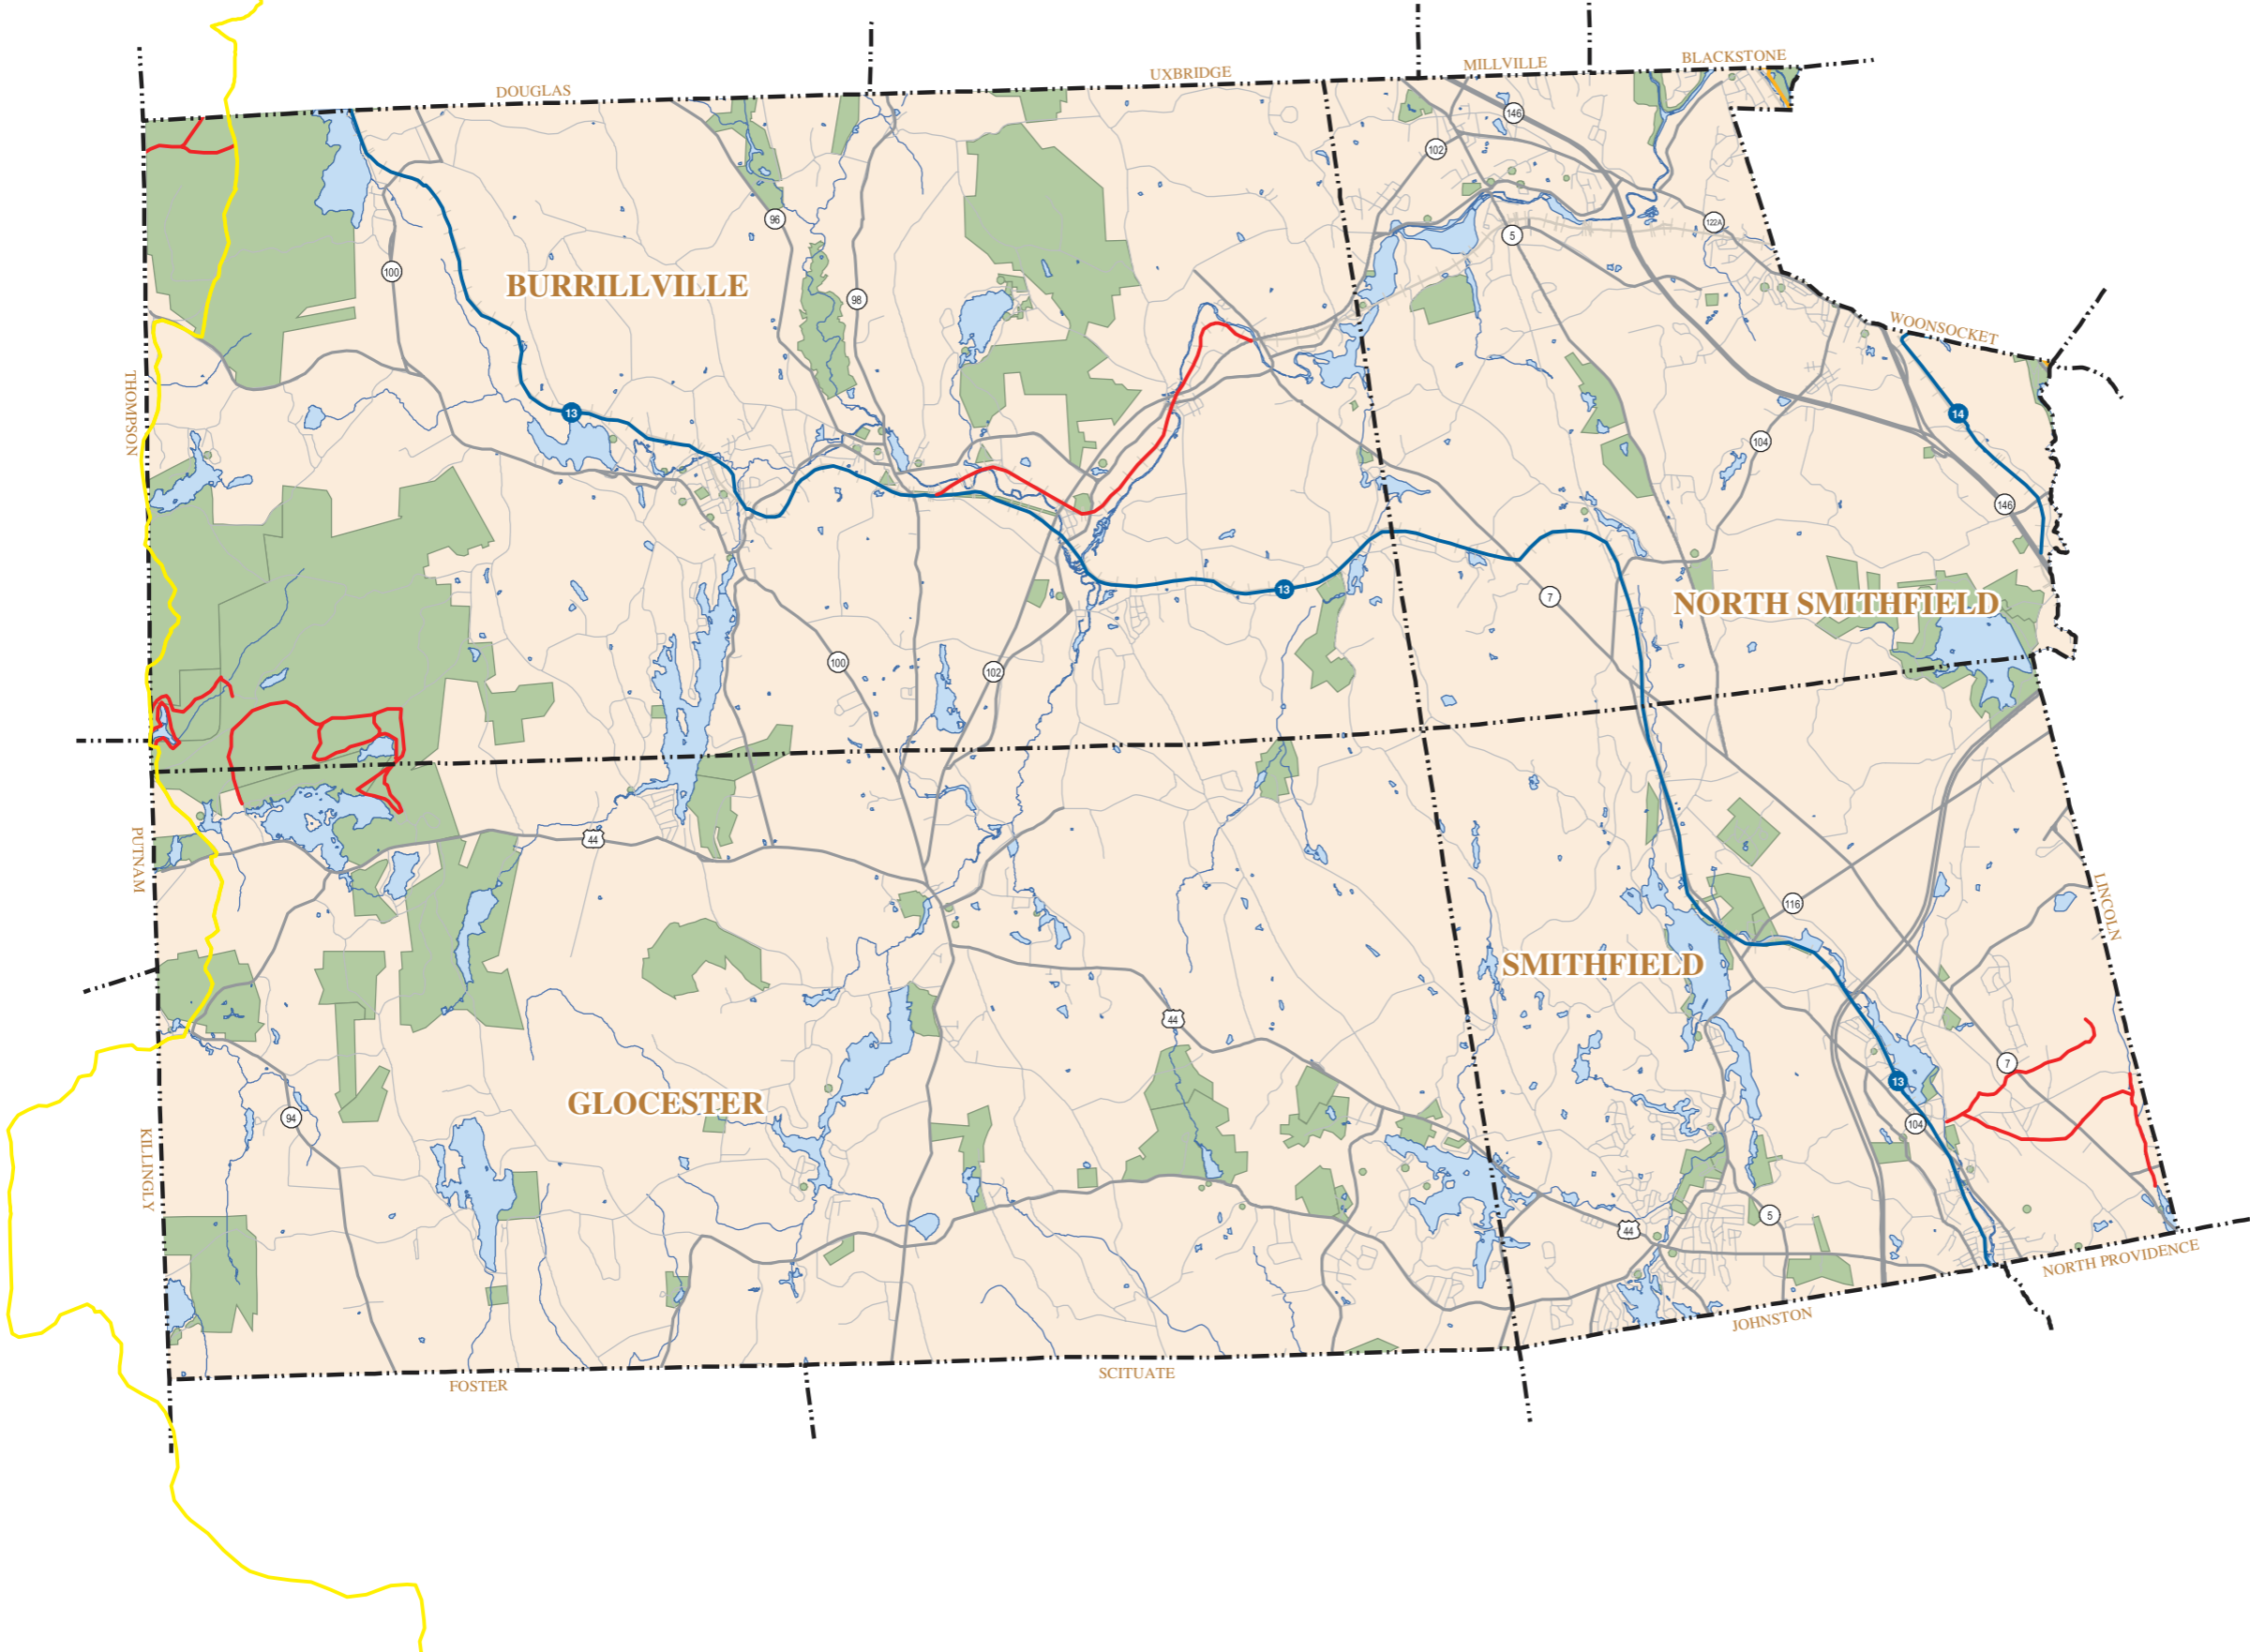 BLACKSTONE
MILLVILLE
UXBRIDGE
DOUGLAS
146
102
96
122A
5
100
BURRILLVILLE
98
WOONSOCKET
THOMPSON
13
14
104
146
13
7
NORTH SMITHFIELD
100
102
44
PUTNAM
116
LINCOLN
SMITHFIELD
44
7
13
GLOCESTER
94
104
KILLINGLY
5
44
NORTH PROVIDENCE
JOHNSTON
SCITUATE
FOSTER